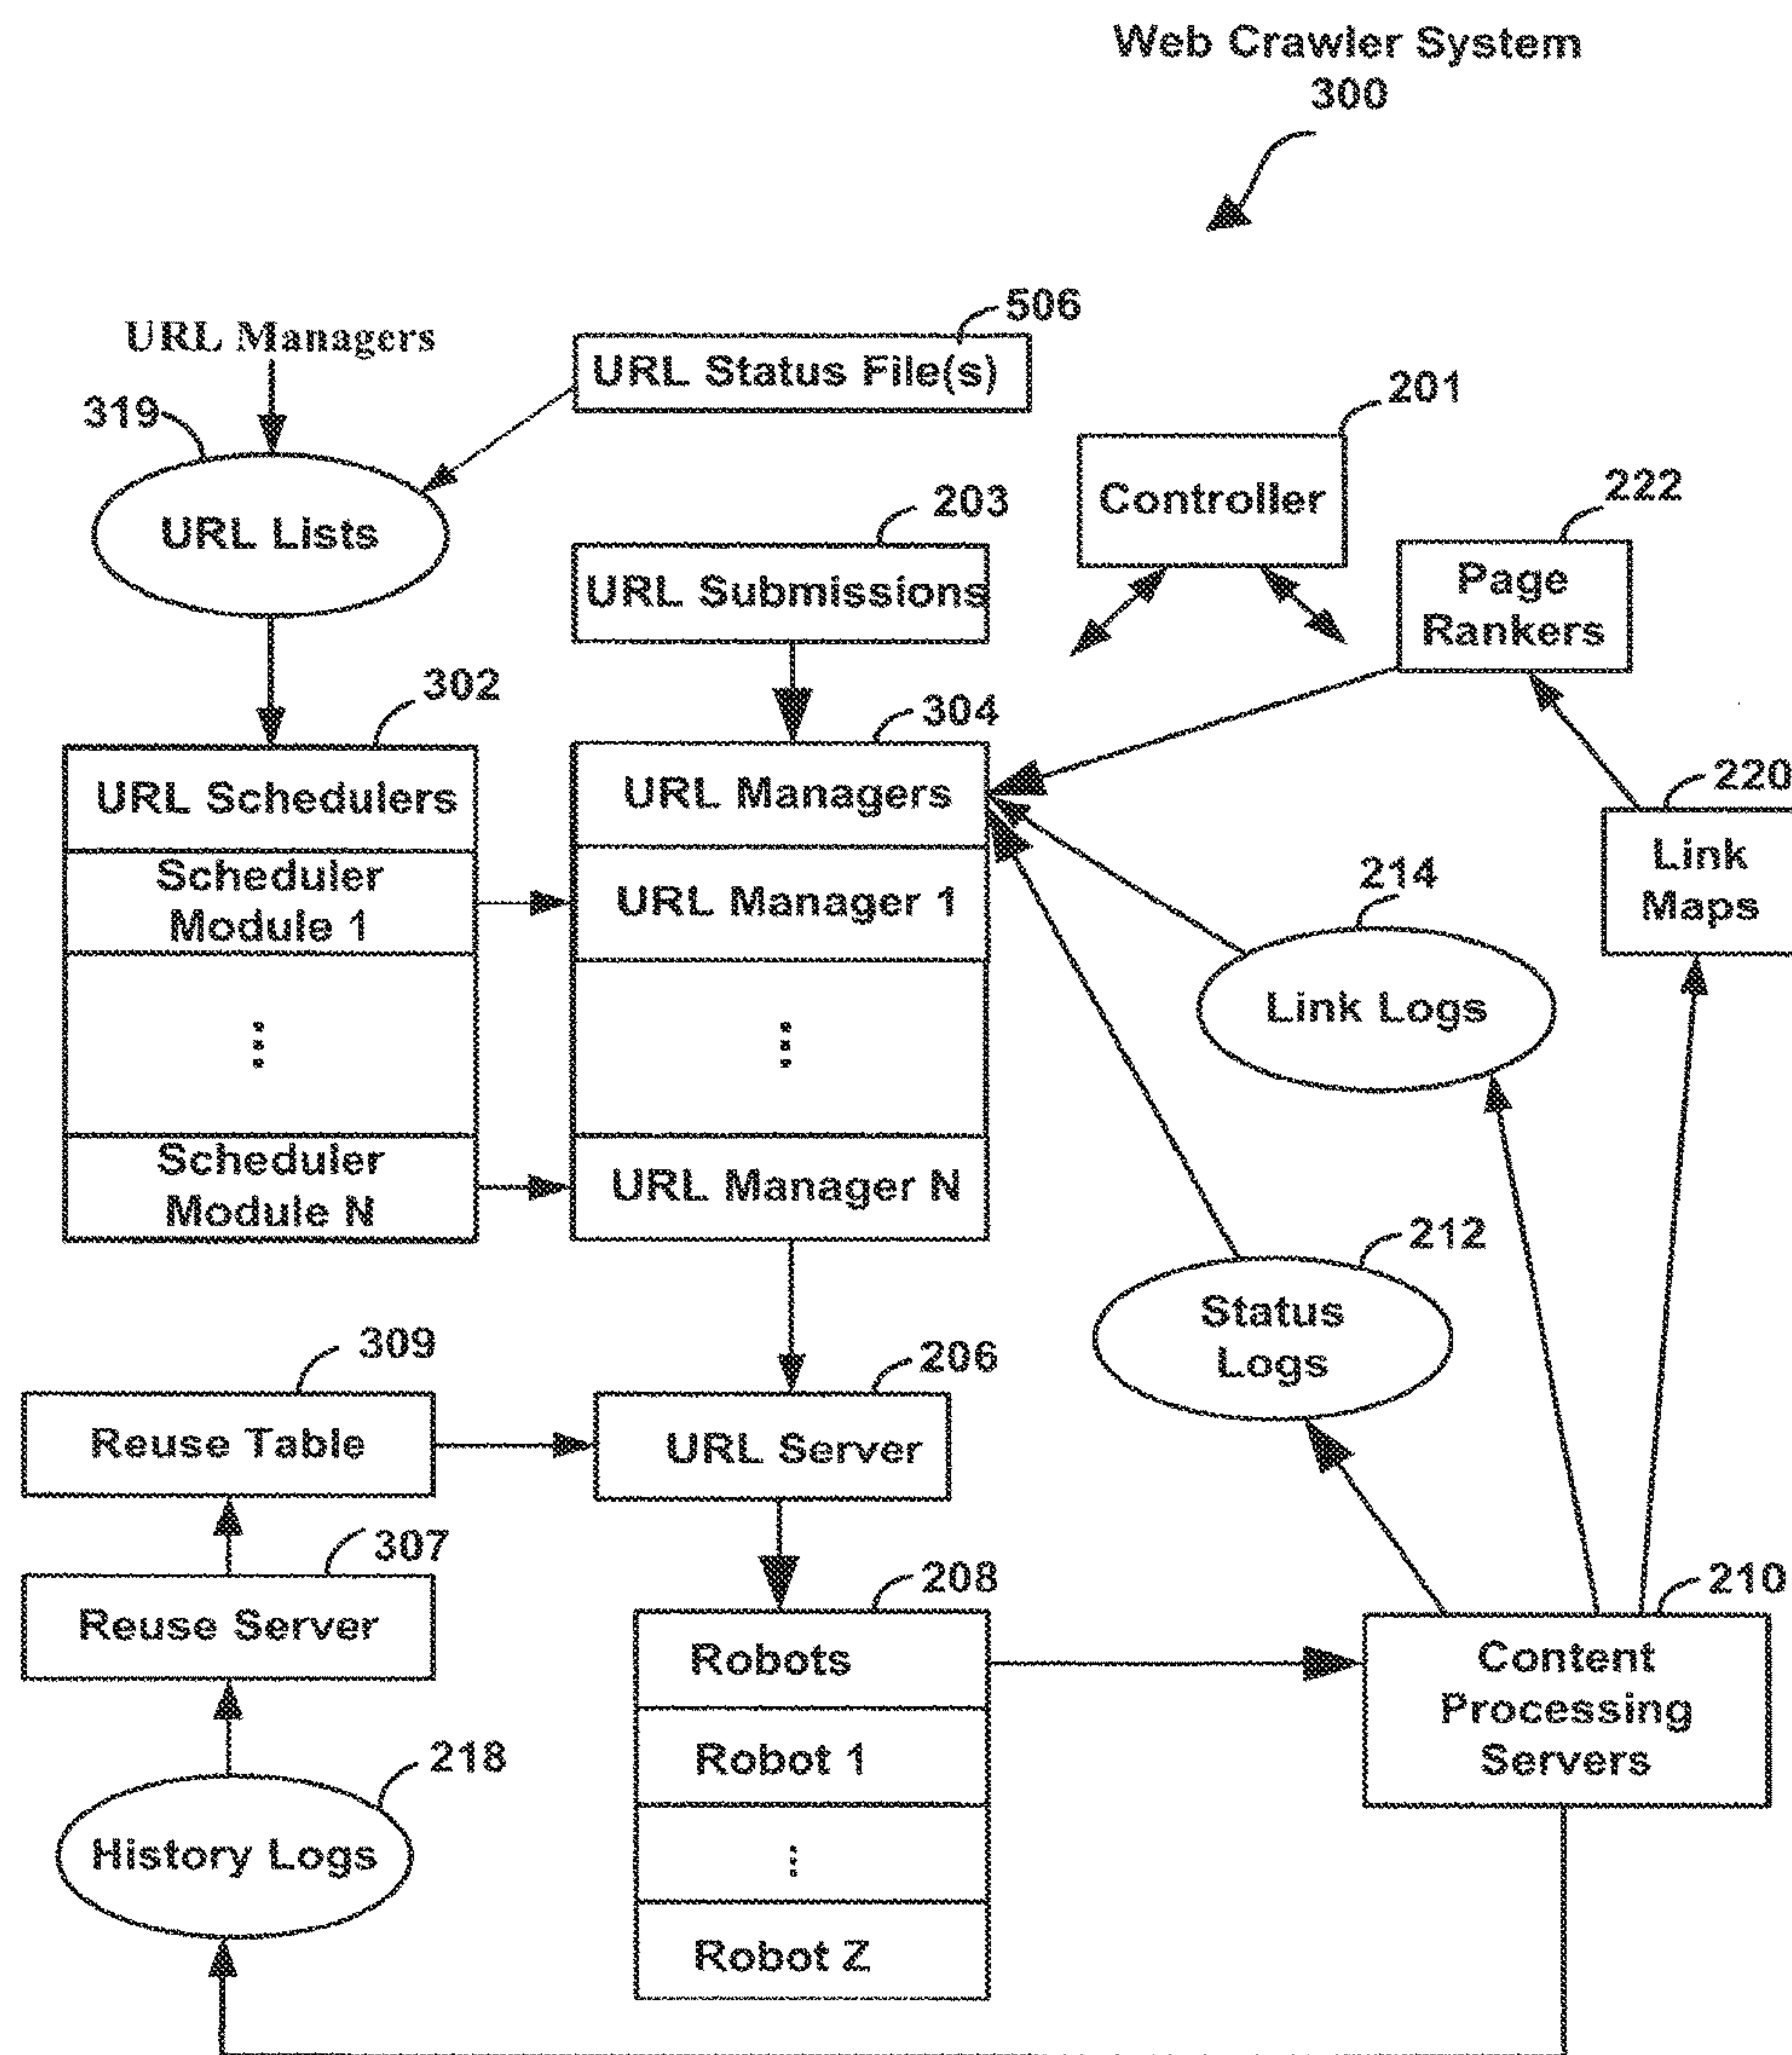 Web Crawler System
300
506
URL Managers
URL Status File(s)
201
319
Controller
222
203
URL Lists
Page
Rankers
URL Submissions
302
304
220
URL Schedulers
URL Managers
Link
Maps
Scheduler
Module 1
URL Manager 1
214
Link Logs
Scheduler
Module N
URL Manager N
212
Status
Logs
309
206
Reuse Table
URL Server
307
208
210
Reuse Server
Robots
Content
Processing
Servers
218
Robot 1
History Logs
Robot Z